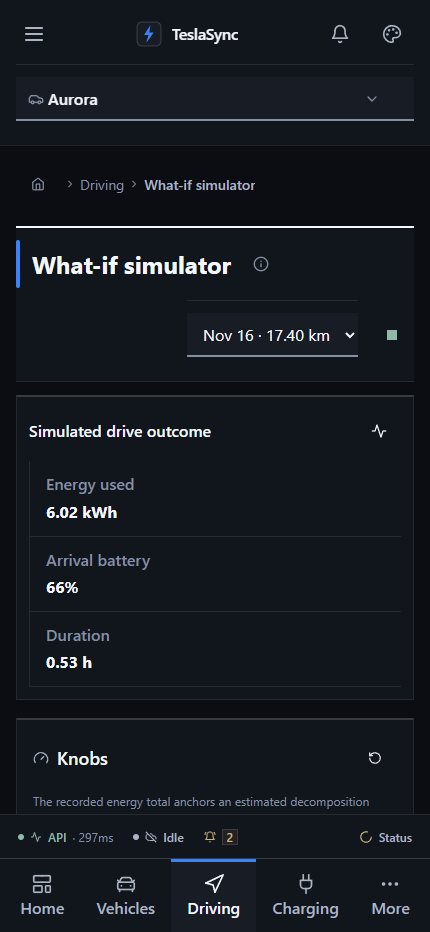 TeslaSync
Aurora
Driving
What-if simulator
What-if simulator
Nov 16 · 17.40 km
Simulated drive outcome
Energy used
6.02 kWh
Arrival battery
66%
Duration
0.53 h
Knobs
The recorded energy total anchors an estimated decomposition
API · 297ms
Idle
2
Status
Home
Vehicles
Driving
Charging
More